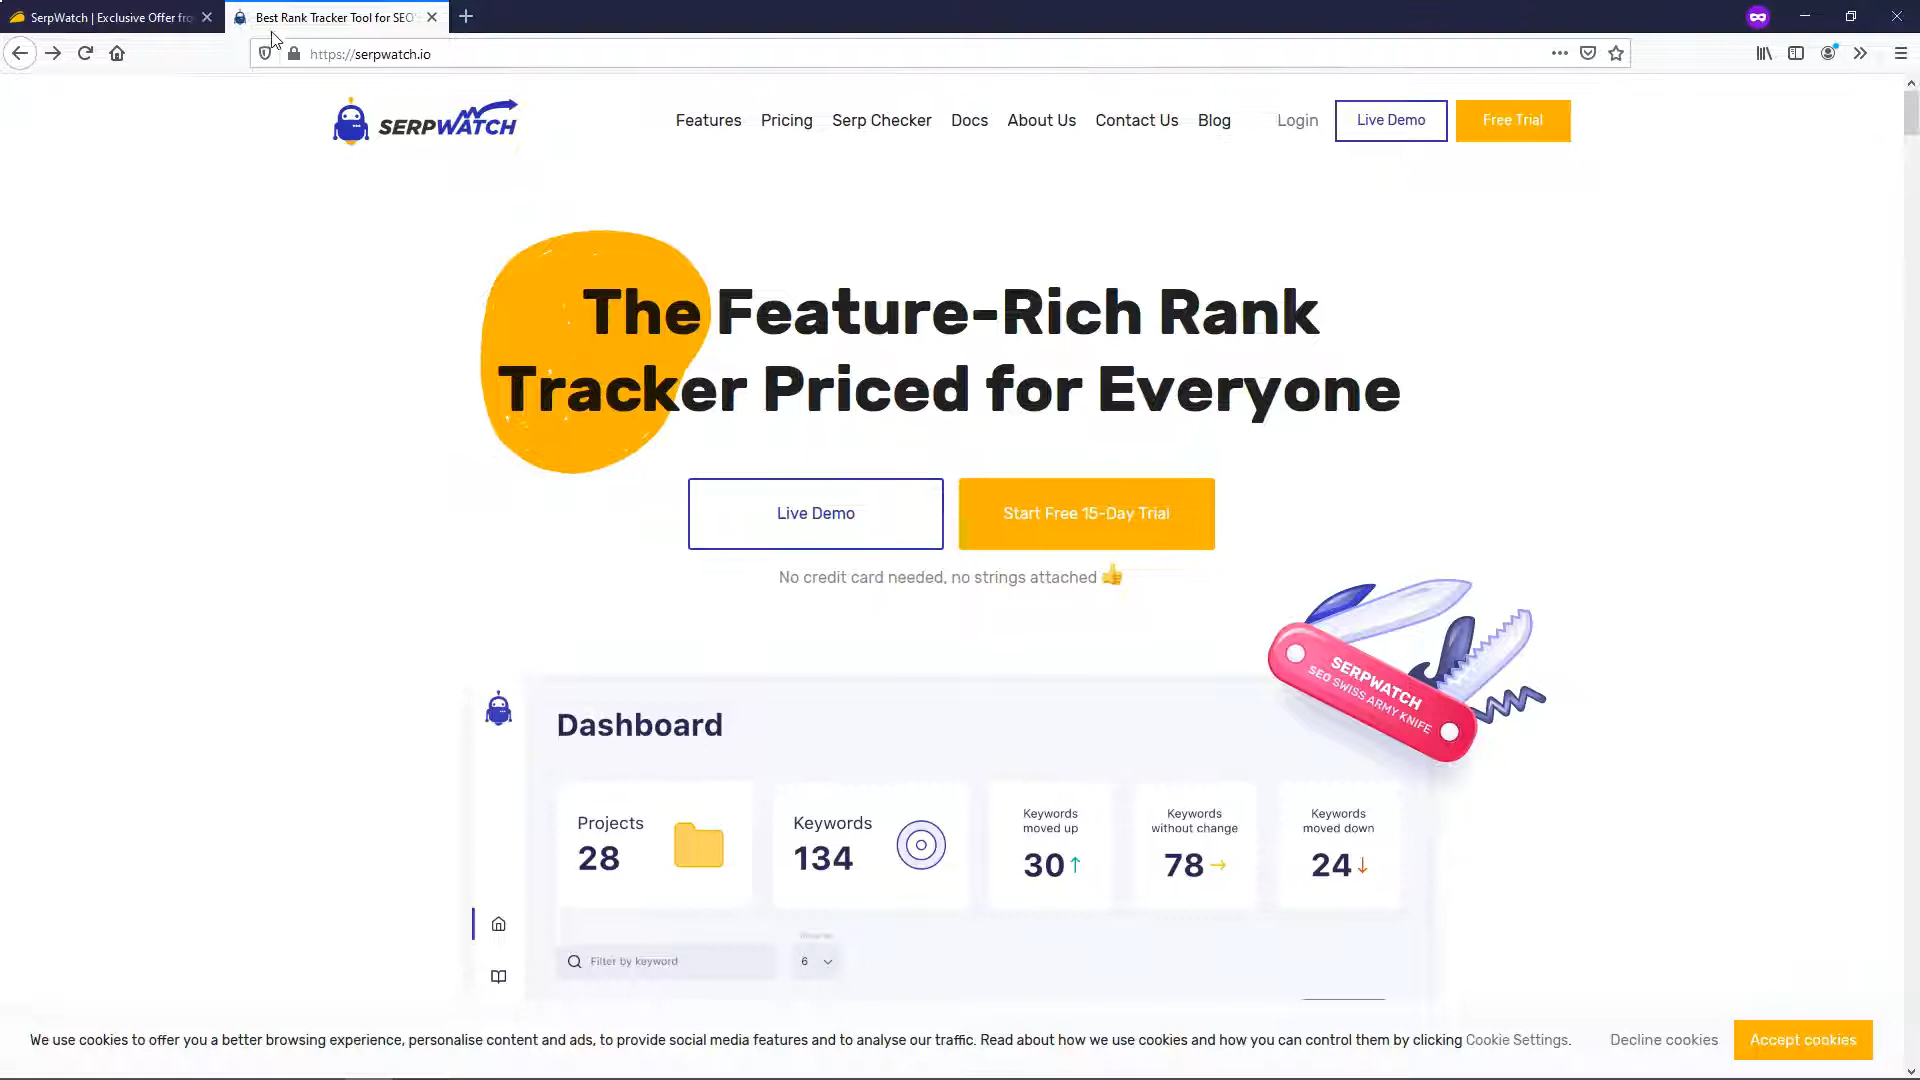 SerpWatch | Exclusive Offer fro
Best Rank Tracker Tool for SEO'
https://serpwatch.io
SERPWATCH
Features
Pricing
Serp Checker
Docs
About Us
Contact Us
Blog
Login
Live Demo
Free Trial
The Feature-Rich Rank
Tracker Priced for Everyone
Live Demo
Start Free 15-Day Trial
No credit card needed, no strings attached 👍
SERPWATCH
SEO SWISS ARMY KNIFE
Dashboard
Projects
28
Keywords
134
Keywords
moved up
30↑
Keywords
without change
78→
Keywords
moved down
24↓
Filter by keyword
6
We use cookies to offer you a better browsing experience, personalise content and ads, to provide social media features and to analyse our traffic. Read about how we use cookies and how you can control them by clicking Cookie Settings.
Decline cookies
Accept cookies